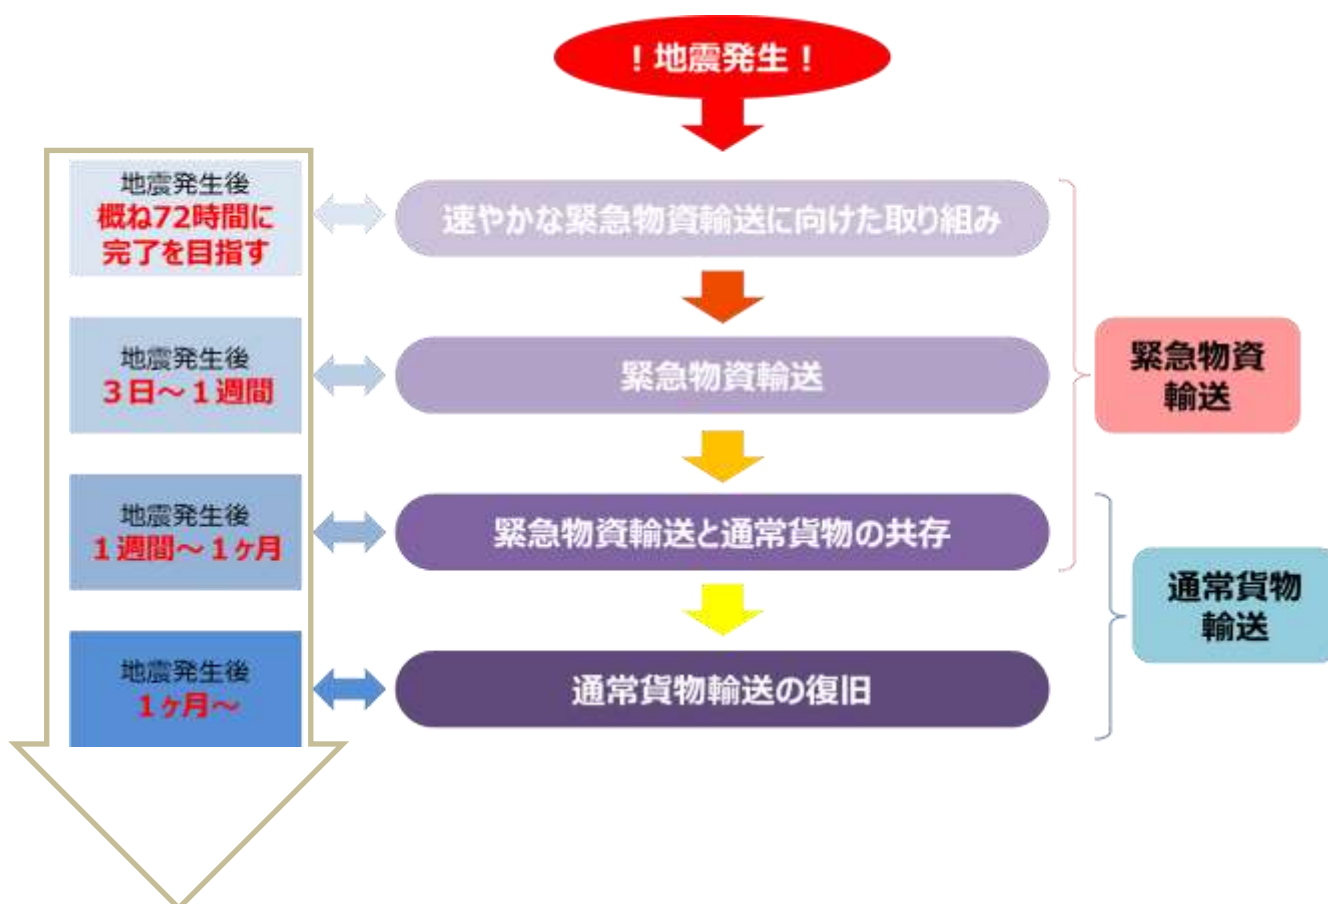 ！地震発生！
地震発生後
概ね72時間に
完了を目指す
速やかな緊急物資輸送に向けた取り組み
地震発生後
３日～１週間
緊急物資輸送
緊急物資
輸送
地震発生後
１週間～１ヶ月
緊急物資輸送と通常貨物の共存
通常貨物
輸送
地震発生後
１ヶ月～
通常貨物輸送の復旧